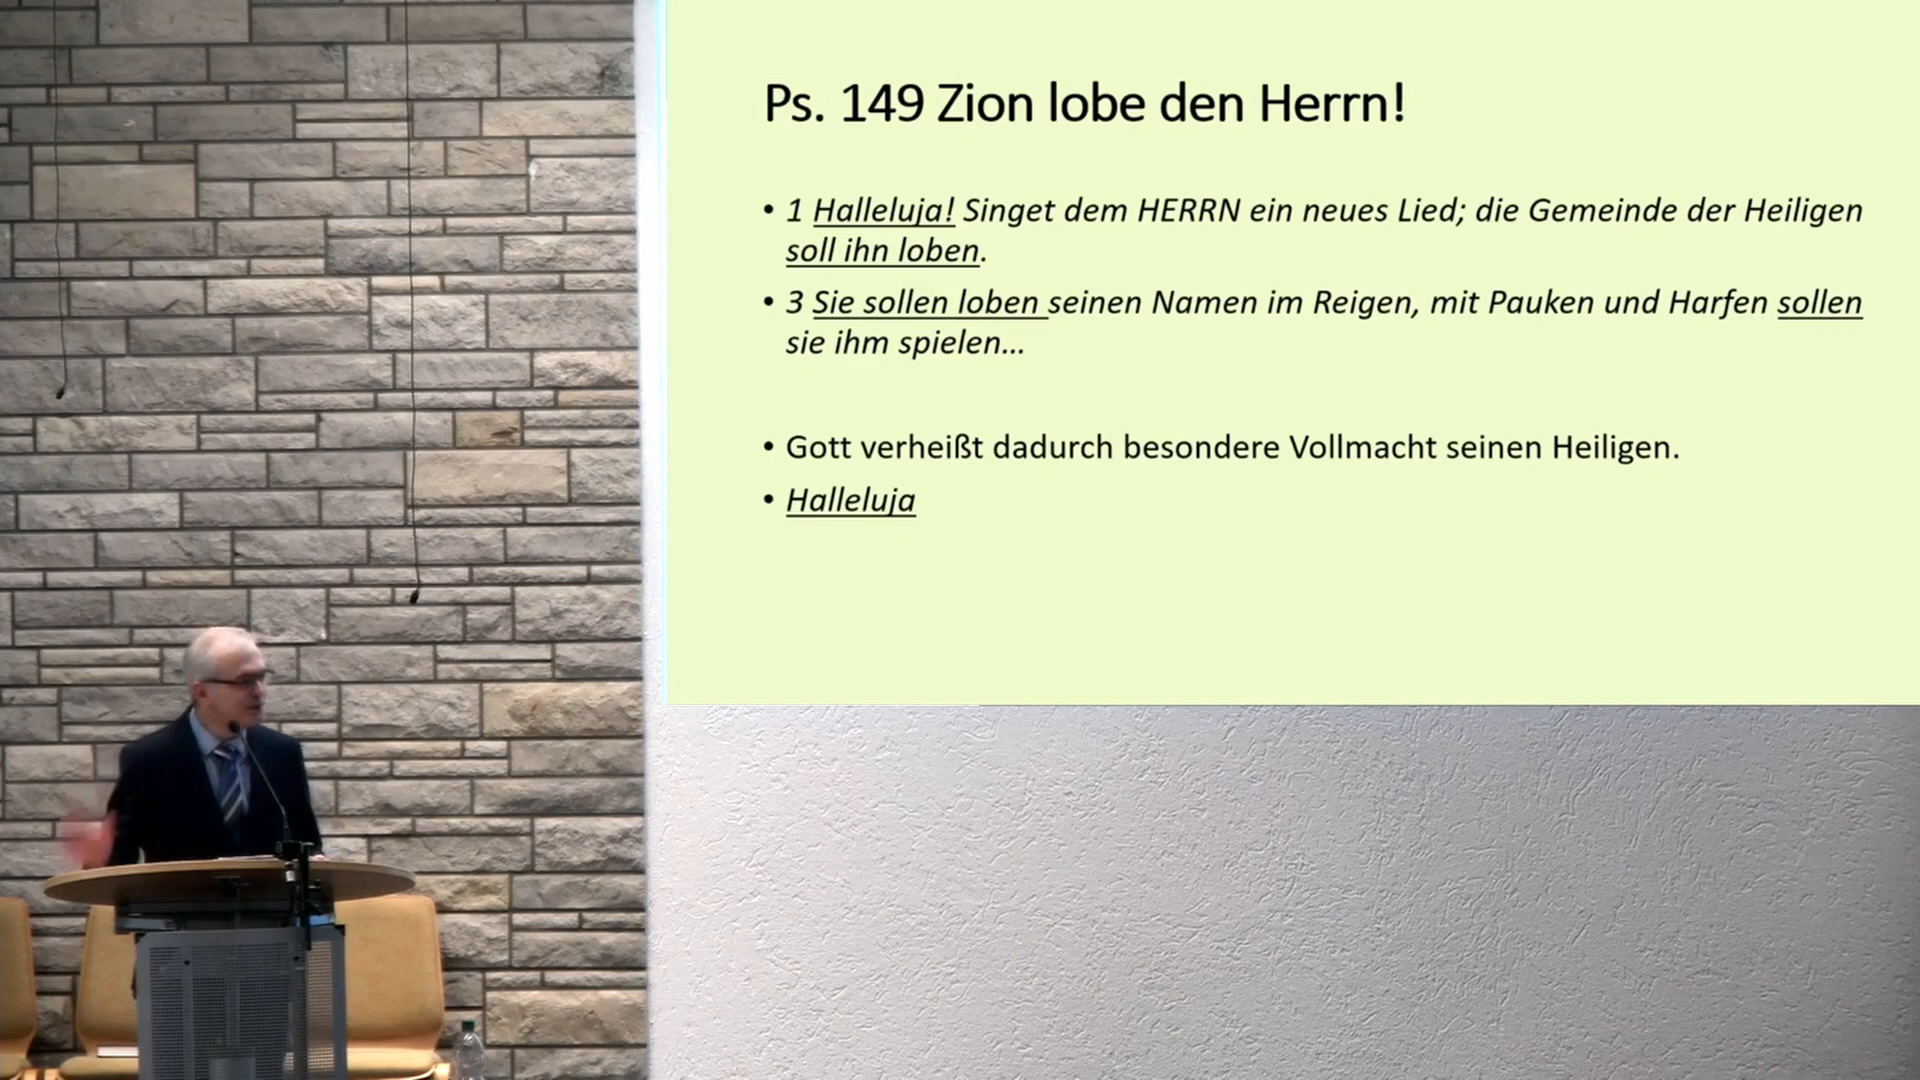 Ps. 149 Zion lobe den Herrn!
• 1 Halleluja! Singet dem HERRN ein neues Lied; die Gemeinde der Heiligen
soll ihn loben.
• 3 Sie sollen loben seinen Namen im Reigen, mit Pauken und Harfen sollen
sie ihm spielen...
• Gott verheißt dadurch besondere Vollmacht seinen Heiligen.
• Halleluja